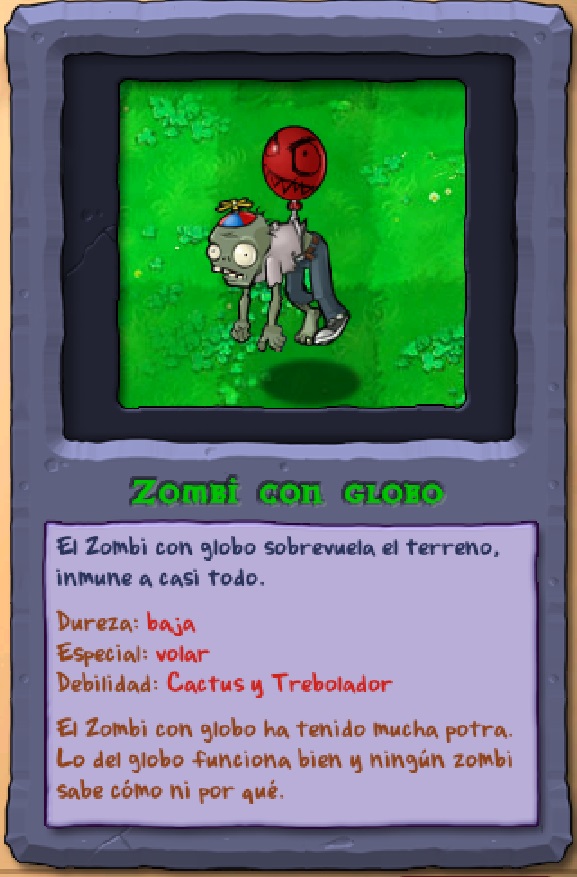 Zombi con globo
El Zombi con globo sobrevuela el terreno,
inmune a casi todo.
Dureza: baja
Especial: volar
Debilidad: Cactus y Trebolador
El Zombi con globo ha tenido mucha potra.
Lo del globo funciona bien y ningún zombi
sabe cómo ni por qué.